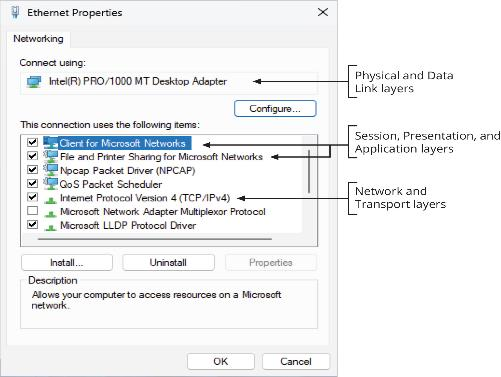 Ethernet Properties
Networking
Connect using:
Intel(R) PRO/1000 MT Desktop Adapter
Physical and Data
Link layers
Configure...
This connection uses the following items:
Client for Microsoft Networks
File and Printer Sharing for Microsoft Networks
Npcap Packet Driver (NPCAP)
QoS Packet Scheduler
Internet Protocol Version 4 (TCP/IPv4)
Microsoft Network Adapter Multiplexor Protocol
Microsoft LLDP Protocol Driver
Session, Presentation, and
Application layers
Network and
Transport layers
Install...
Uninstall
Properties
Description
Allows your computer to access resources on a Microsoft
network.
OK
Cancel